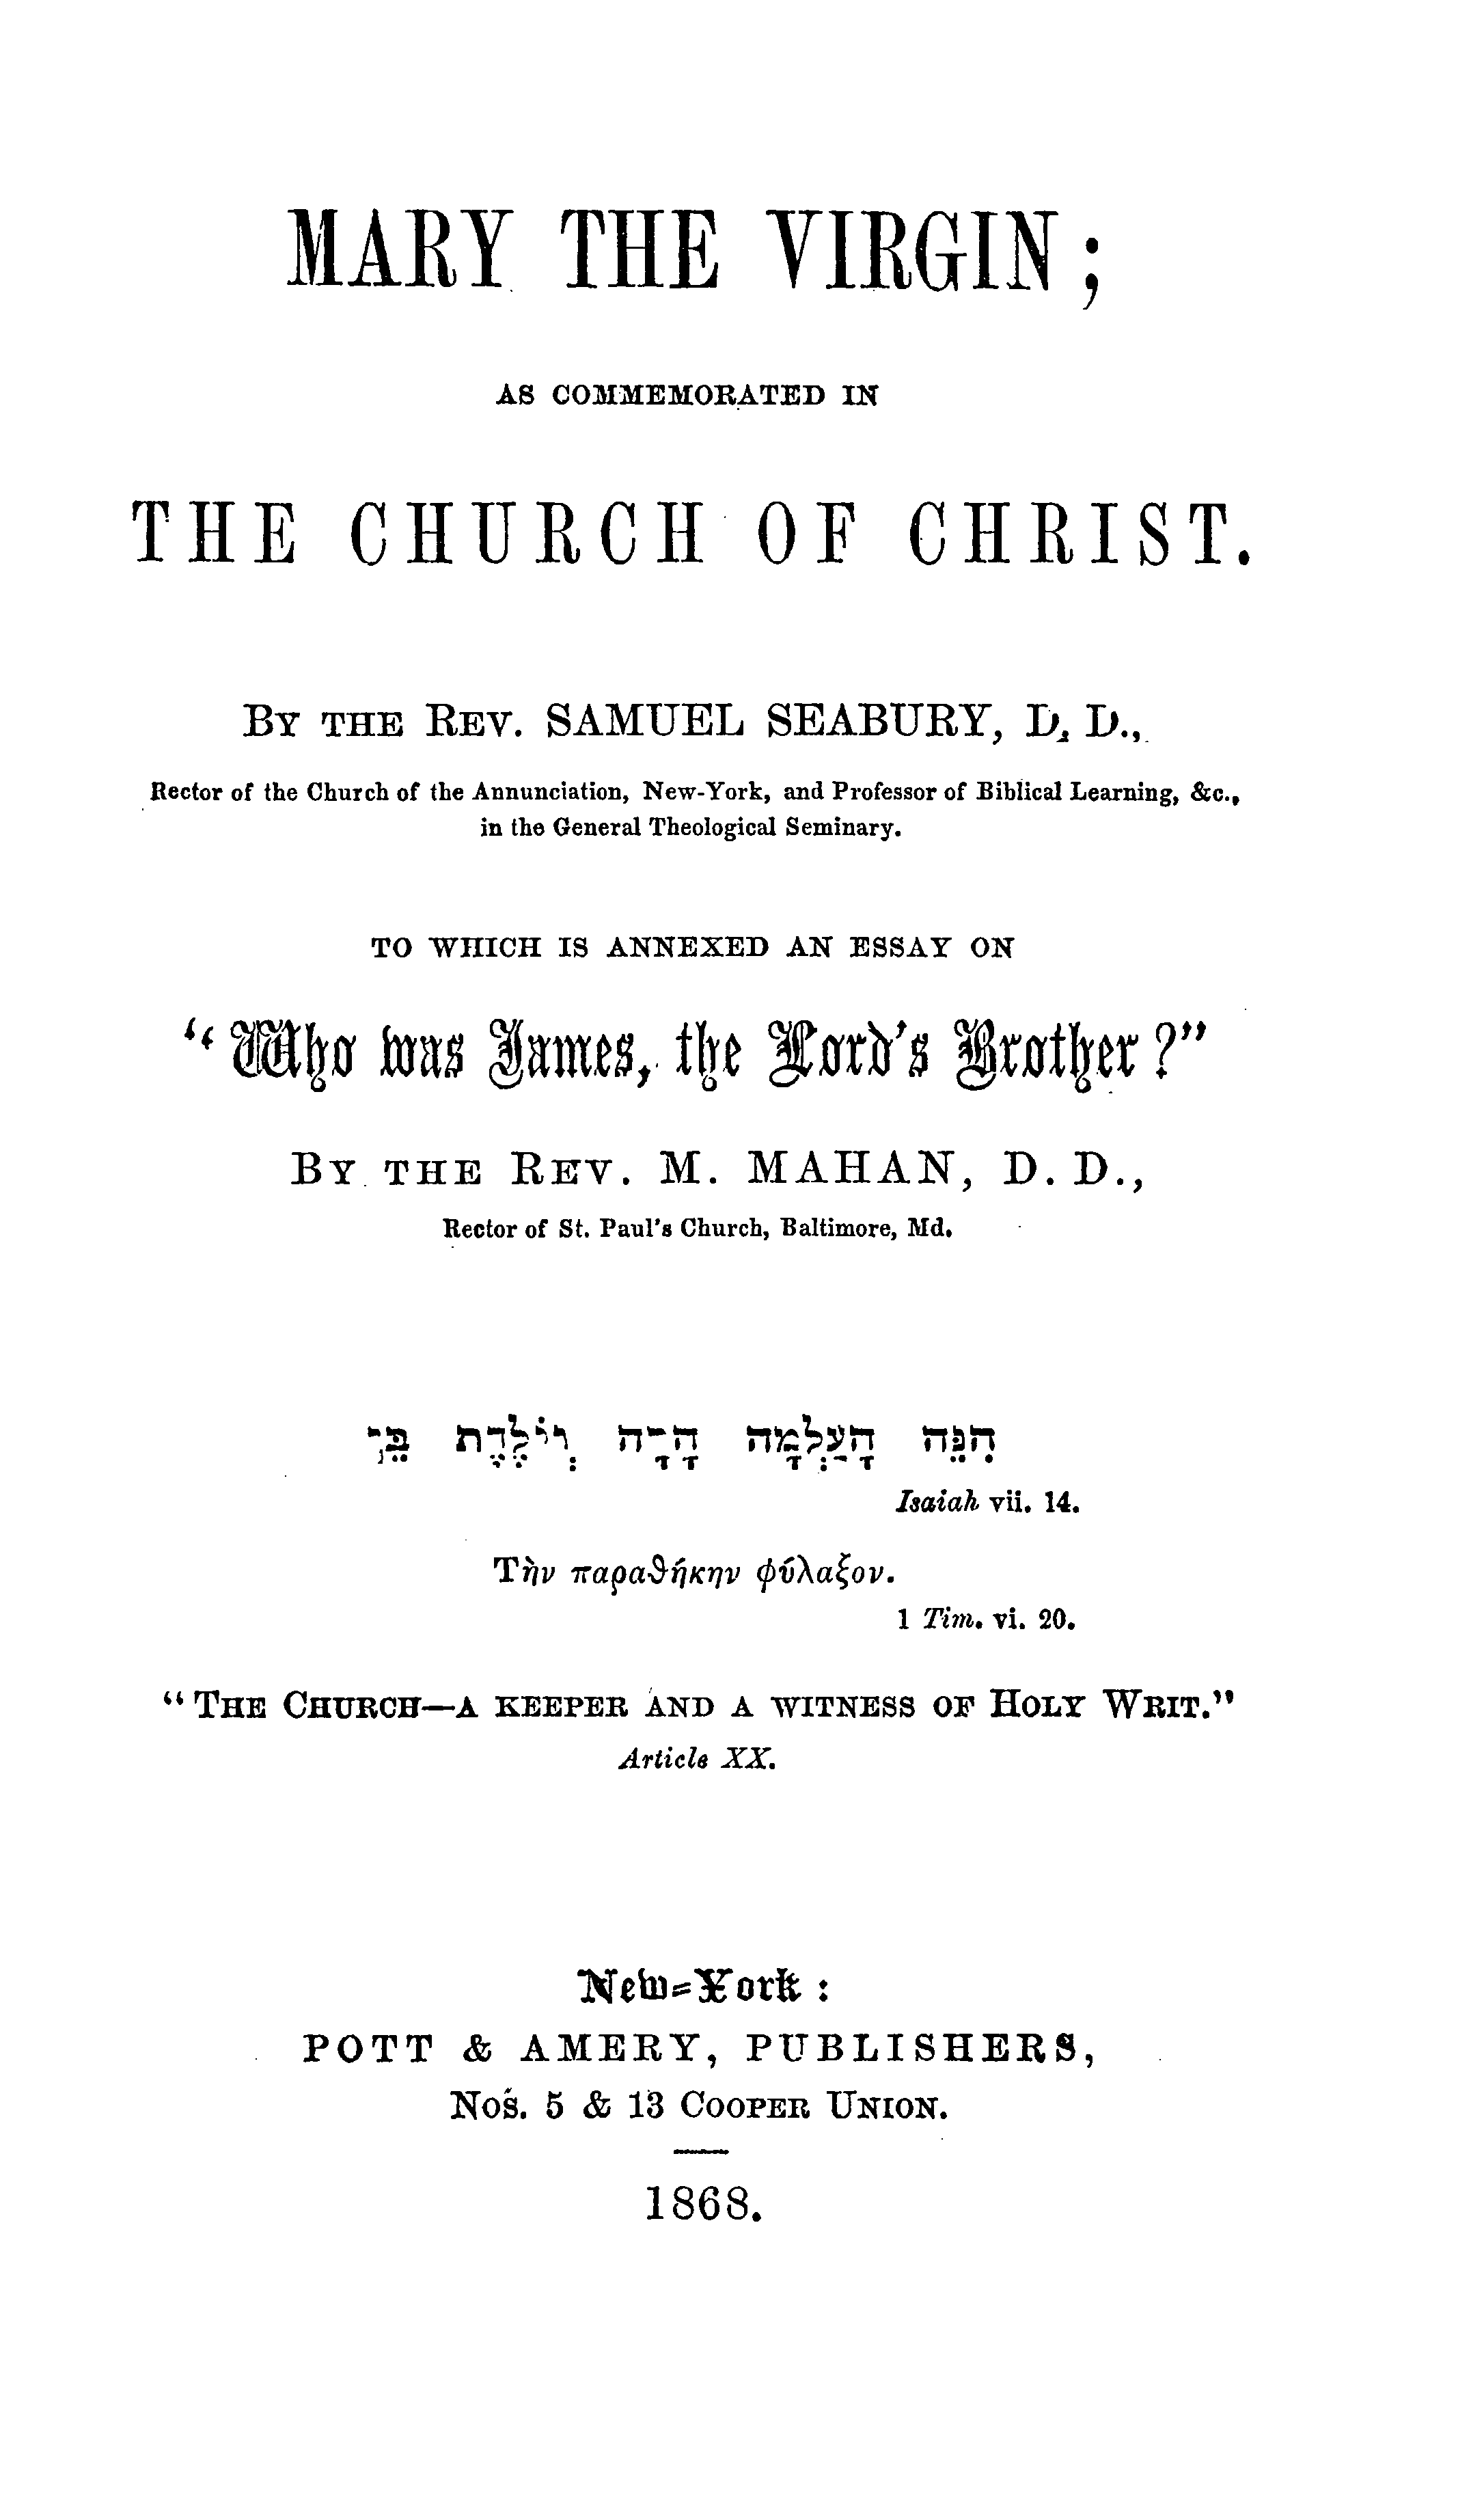 MARY THE VIRGIN;
AS COMMEMORATED IN
THE CHURCH OF CHRIST.
BY THE REV. SAMUEL SEABURY, D. D.,
Rector of the Church of the Annunciation, New-York, and Professor of Biblical Learning, &c.,
in the General Theological Seminary.
TO WHICH IS ANNEXED AN ESSAY ON
“Who was James, the Lord’s Brother?”
BY THE REV. M. MAHAN, D. D.,
Rector of St. Paul’s Church, Baltimore, Md.
הִנֵּה הָעַלְמָה הָרָה וְיֹלֶדֶת בֵּן
Isaiah vii. 14.
Τὴν παραϑήκην φύλαξον.
1 Tim. vi. 20.
“THE CHURCH—A KEEPER AND A WITNESS OF HOLY WRIT.”
Article XX.
New-York:
POTT & AMERY, PUBLISHERS,
Nos. 5 & 13 COOPER UNION.
1868.